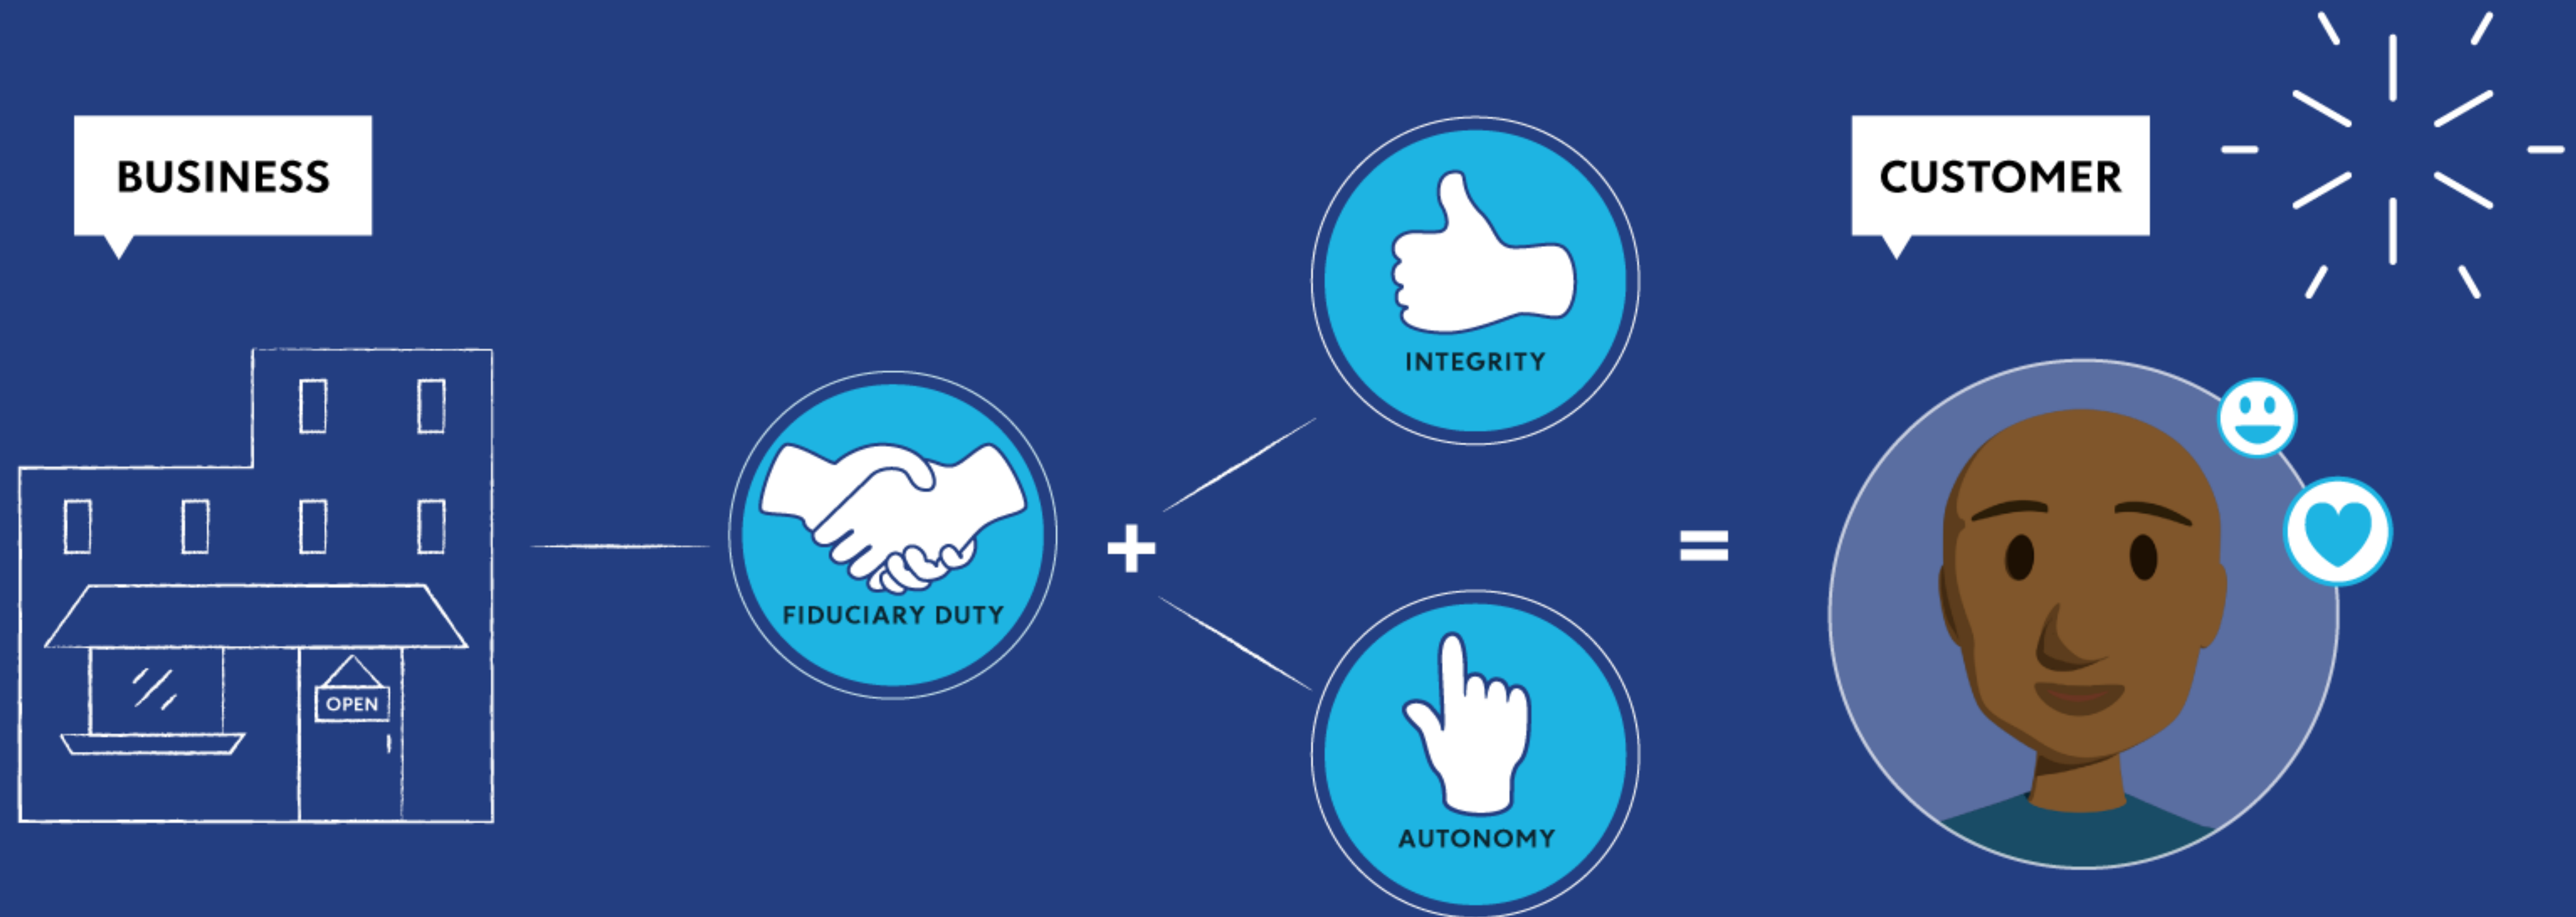 BUSINESS
OPEN
FIDUCIARY DUTY
+
INTEGRITY
AUTONOMY
=
CUSTOMER